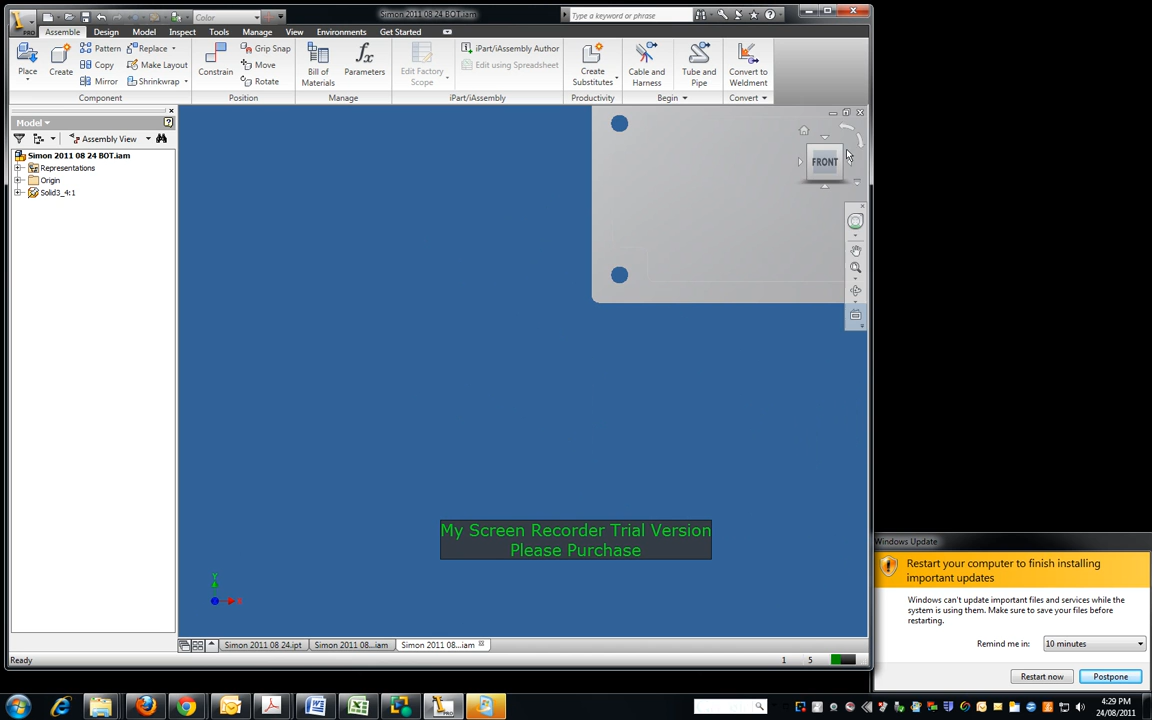 Color
Simon 2011 08 24 BOT.iam
Type a keyword or phrase
PRO
Assemble Design Model Inspect Tools Manage View Environments Get Started
Place
Create
Pattern
Copy
Mirror
Replace
Make Layout
Shrinkwrap
Component
Constrain
Grip Snap
Move
Rotate
Position
Bill of
Materials
Parameters
Manage
Edit Factory
Scope
iPart/iAssembly Author
Edit using Spreadsheet
iPart/iAssembly
Create
Substitutes
Productivity
Cable and
Harness
Tube and
Pipe
Begin
Convert to
Weldment
Convert
Model
Assembly View
Simon 2011 08 24 BOT.iam
Representations
Origin
Solid3_4:1
FRONT
My Screen Recorder Trial Version
Please Purchase
Y
X
Simon 2011 08 24.ipt
Simon 2011 08...iam
Simon 2011 08...iam
Ready
1
5
Windows Update
Restart your computer to finish installing
important updates
Windows can't update important files and services while the
system is using them. Make sure to save your files before
restarting.
Remind me in:
10 minutes
Restart now
Postpone
PRO
4:29 PM
24/08/2011